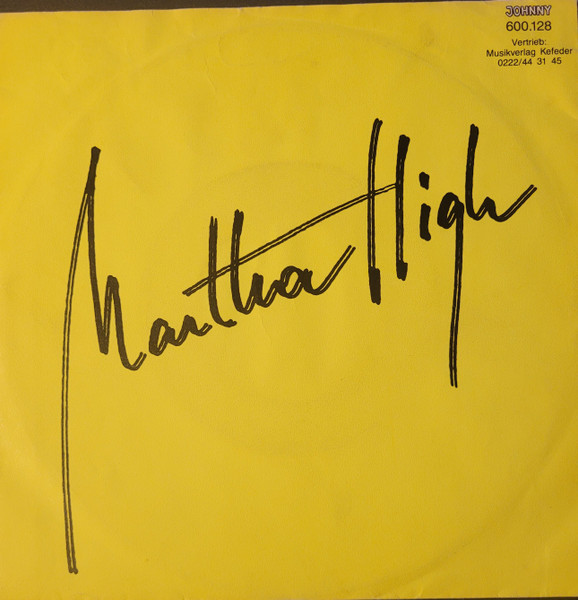 JOHNNY
600.128
Vertrieb:
Musikverlag Kefeder
0222/44 31 45
Martha High